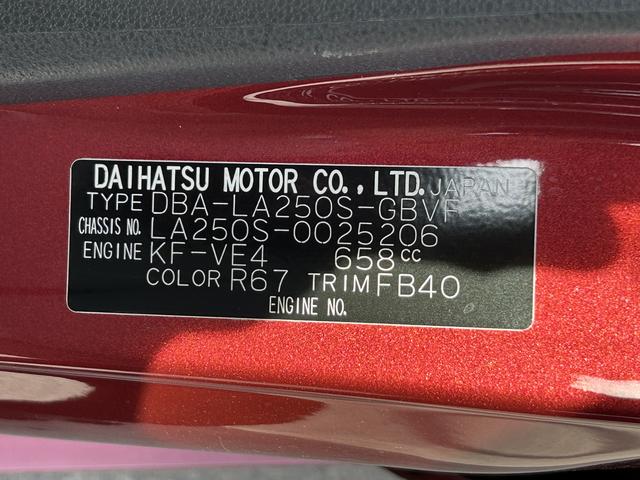 DAIHATSU MOTOR CO., LTD. JAPAN
TYPE DBA-LA250S-GBVF
CHASSIS NO. LA250S-0025206
ENGINE KF-VE4 658cc
COLOR R67 TRIM FB40
ENGINE NO.